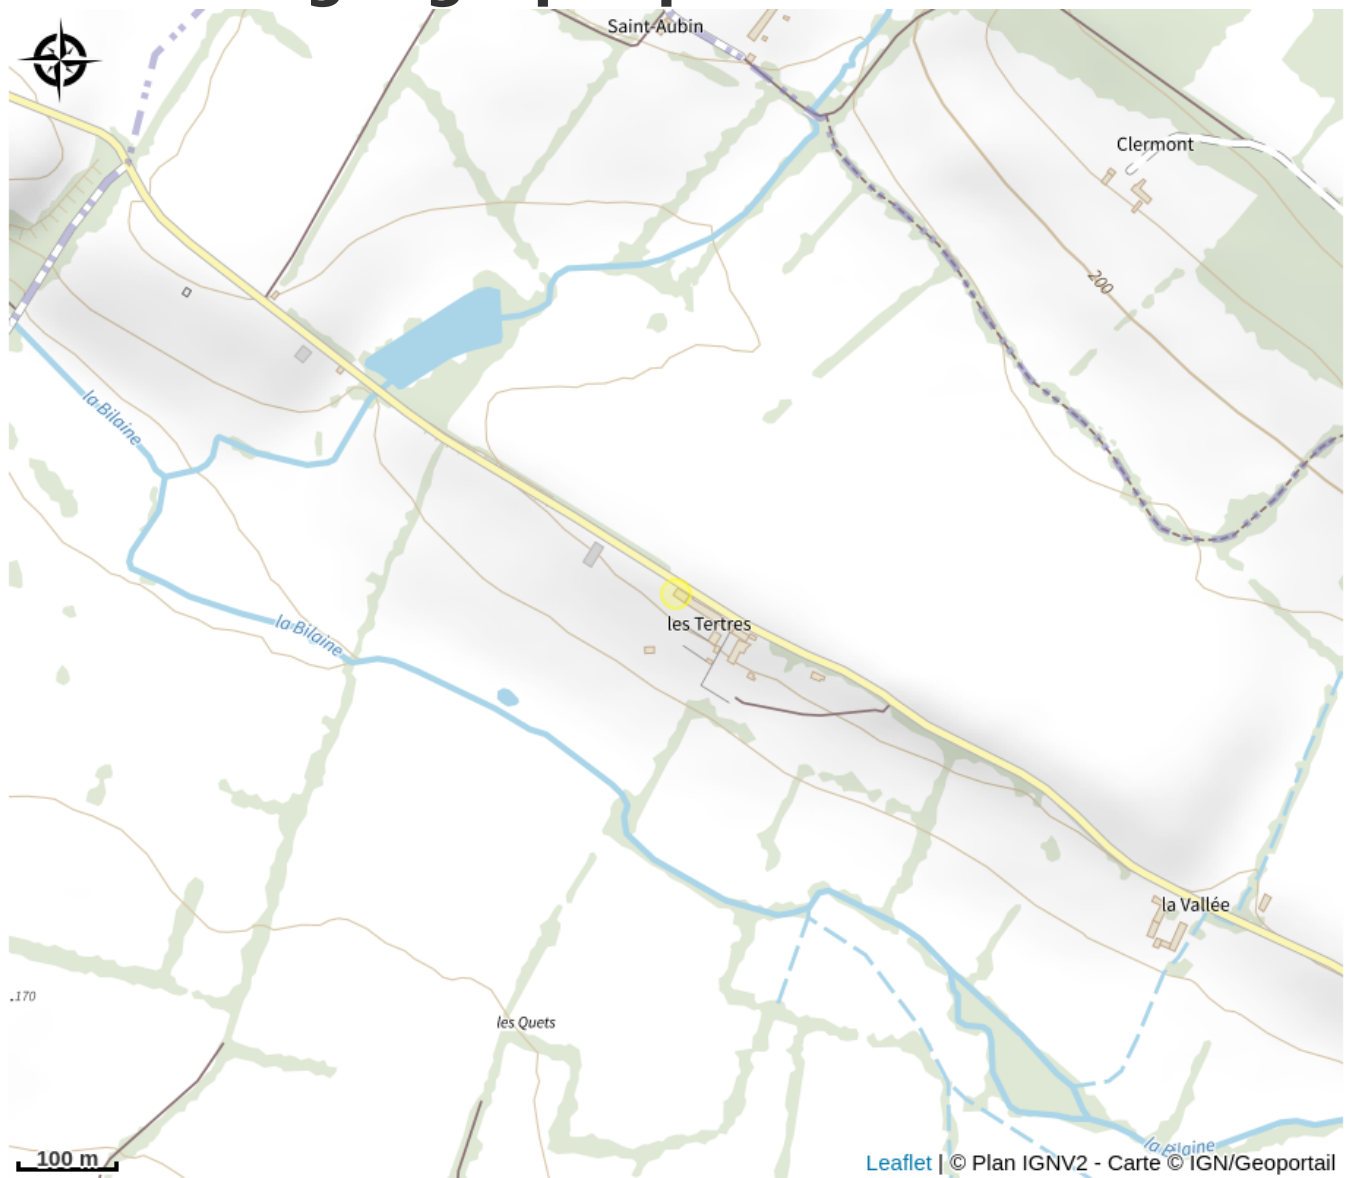 Saint-Aubin
Clermont
200
la Bilaine
la Bilaine
les Tertres
la Vallée
.170
les Quets
la Bilaine
100 m
Leaflet | © Plan IGNV2 - Carte © IGN/Geoportail